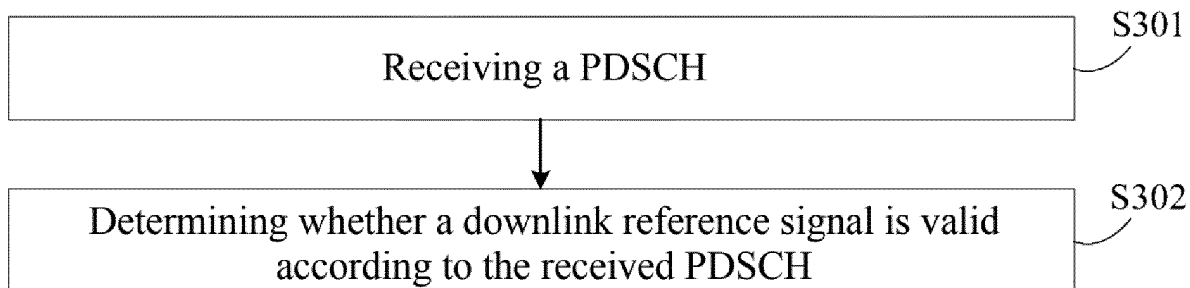 S301
Receiving a PDSCH
S302
Determining whether a downlink reference signal is valid
according to the received PDSCH